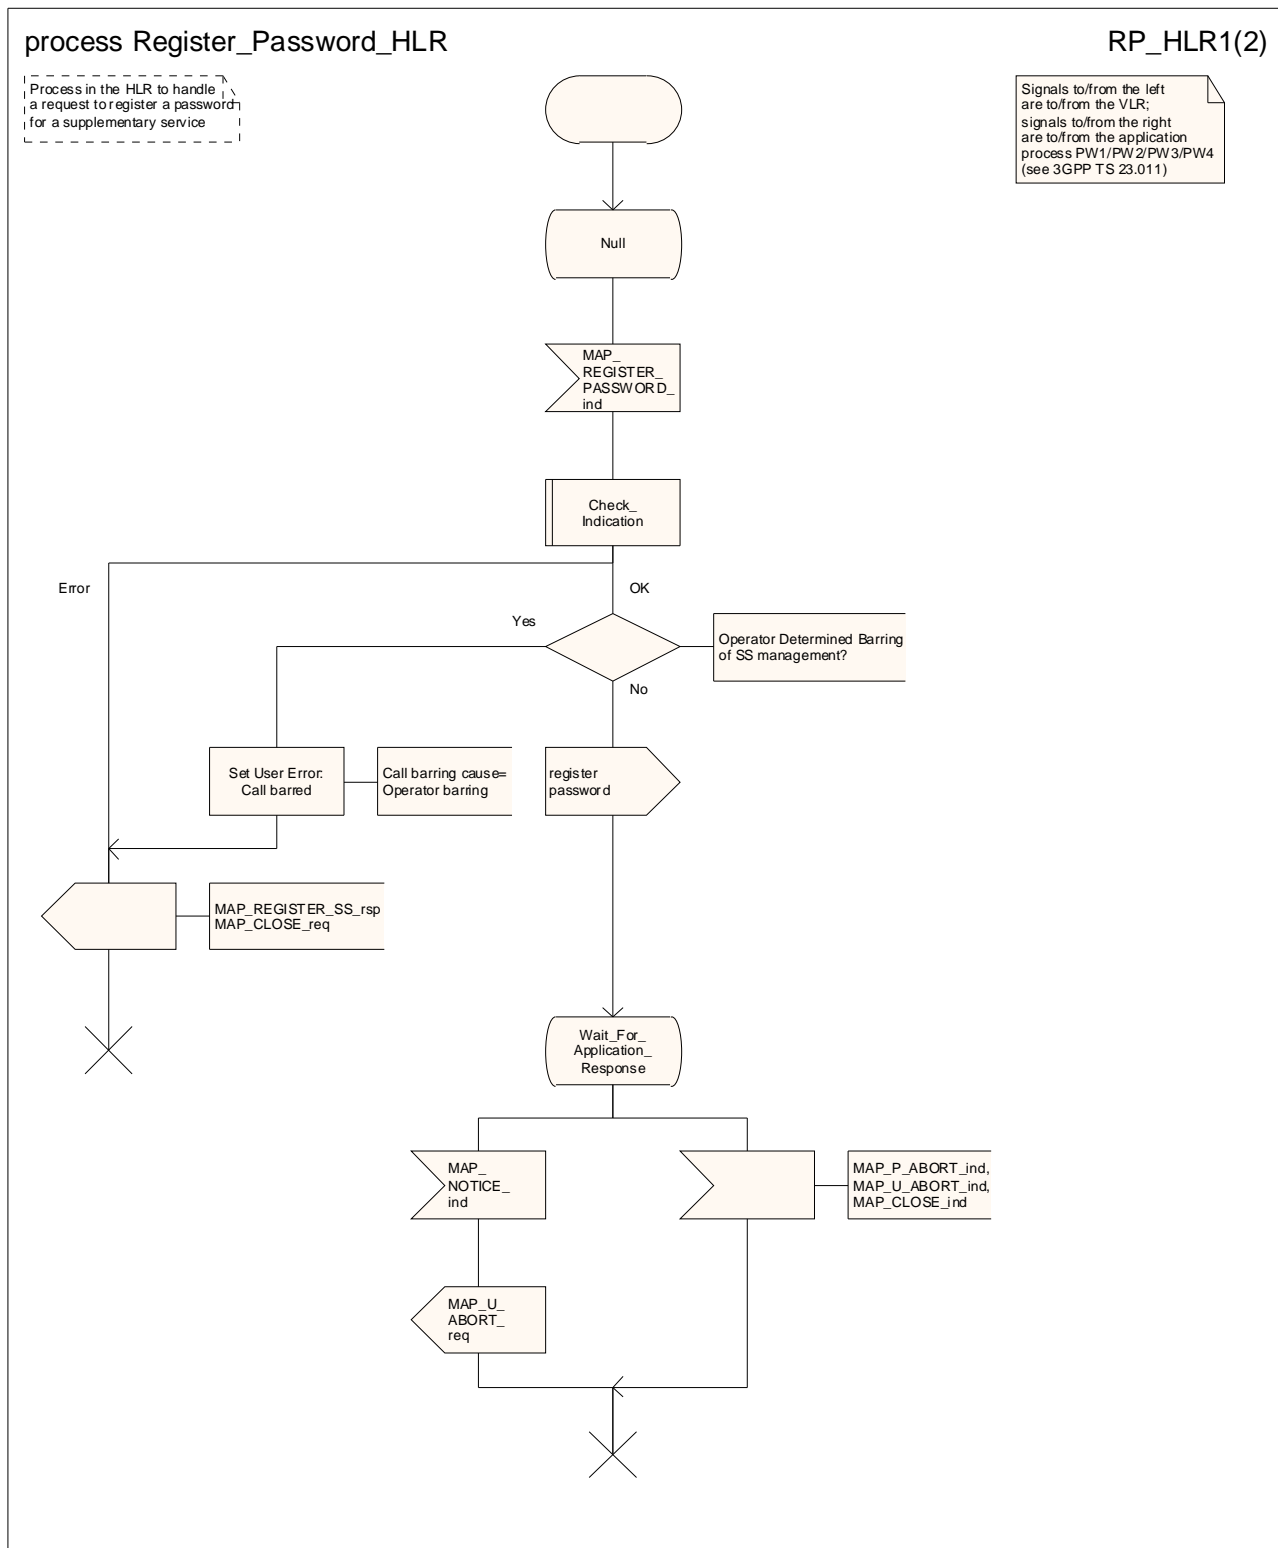 process Register_Password_HLR
RP_HLR1(2)
Process in the HLR to handle
a request to register a password
for a supplementary service
Signals to/from the left
are to/from the VLR;
signals to/from the right
are to/from the application
process PW1/PW2/PW3/PW4
(see 3GPP TS 23.011)
Null
MAP_
REGISTER_
PASSWORD_
ind
Check_
Indication
Error
OK
Yes
Operator Determined Barring
of SS management?
No
Set User Error:
Call barred
Call barring cause=
Operator barring
register
password
MAP_REGISTER_SS_rsp
MAP_CLOSE_req
Wait_For_
Application_
Response
MAP_
NOTICE_
ind
MAP_P_ABORT_ind,
MAP_U_ABORT_ind,
MAP_CLOSE_ind
MAP_U_
ABORT_
req